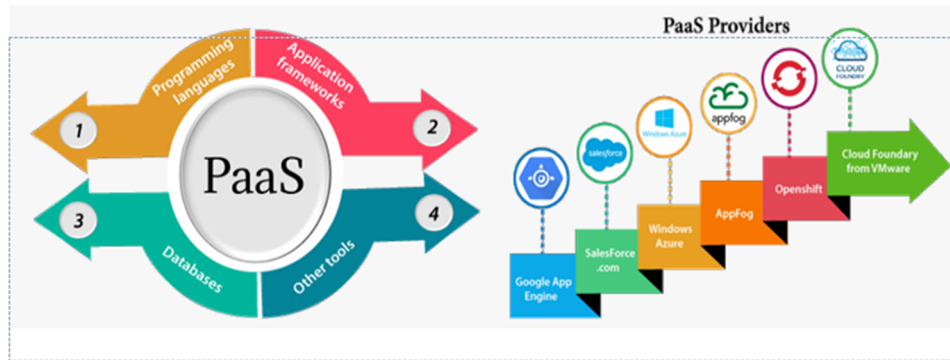 PaaS Providers
Programming
languages
Application
frameworks
1
2
PaaS
3
4
Databases
Other tools
CLOUD
FOUNDRY
appfog
Windows Azure
salesforce
Cloud Foundary
from VMware
Openshift
AppFog
Windows
Azure
SalesForce
.com
Google App
Engine